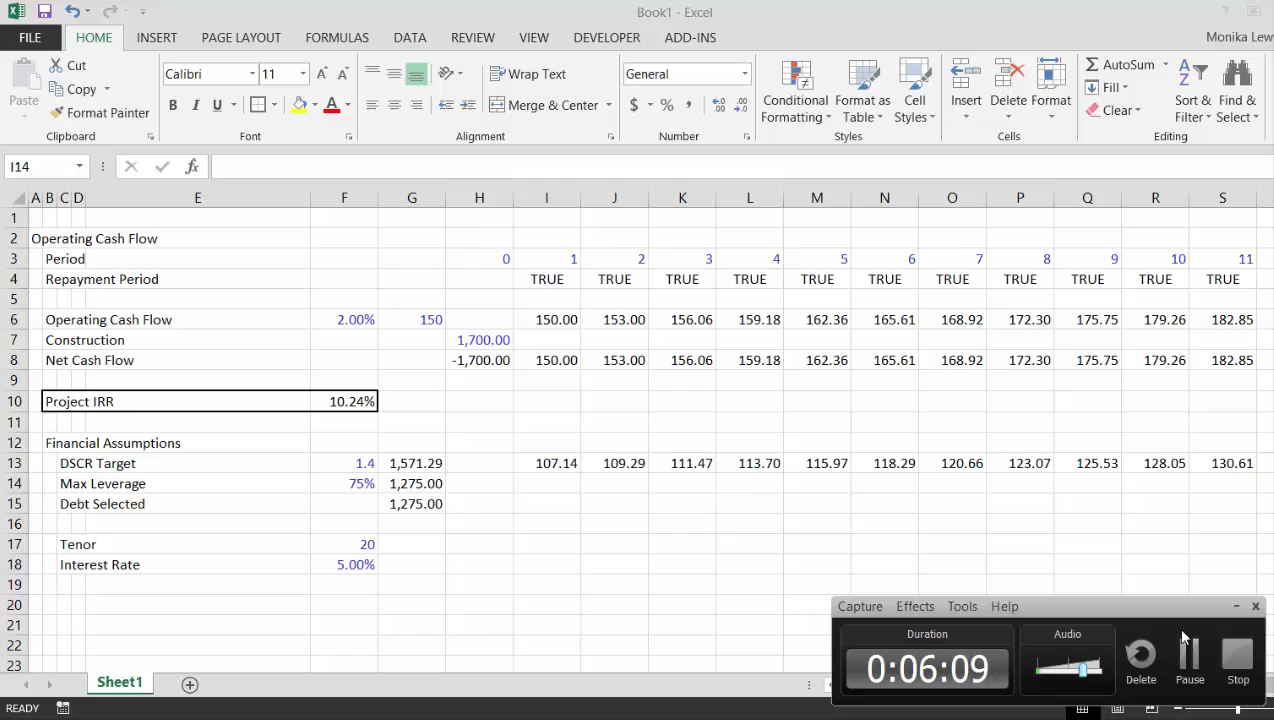 Book1 - Excel
FILE HOME INSERT PAGE LAYOUT FORMULAS DATA REVIEW VIEW DEVELOPER ADD-INS Monika Lew
Cut
Copy
Format Painter
Paste
Clipboard
Calibri 11
B I U
Font
Wrap Text
Merge & Center
Alignment
General
$ % ,
Number
Conditional Formatting
Format as Table
Cell Styles
Styles
Insert Delete Format
Cells
AutoSum
Fill
Clear
Sort & Filter
Find & Select
Editing
I14 fx
A B C D E F G H I J K L M N O P Q R S
1
2 Operating Cash Flow
3 Period 0 1 2 3 4 5 6 7 8 9 10 11
4 Repayment Period TRUE TRUE TRUE TRUE TRUE TRUE TRUE TRUE TRUE TRUE TRUE
5
6 Operating Cash Flow 2.00% 150 150.00 153.00 156.06 159.18 162.36 165.61 168.92 172.30 175.75 179.26 182.85
7 Construction 1,700.00
8 Net Cash Flow -1,700.00 150.00 153.00 156.06 159.18 162.36 165.61 168.92 172.30 175.75 179.26 182.85
9
10 Project IRR 10.24%
11
12 Financial Assumptions
13 DSCR Target 1.4 1,571.29 107.14 109.29 111.47 113.70 115.97 118.29 120.66 123.07 125.53 128.05 130.61
14 Max Leverage 75% 1,275.00
15 Debt Selected 1,275.00
16
17 Tenor 20
18 Interest Rate 5.00%
19
20
21
22
23
Capture Effects Tools Help
Duration
0:06:09
Audio
Delete Pause Stop
Sheet1
READY